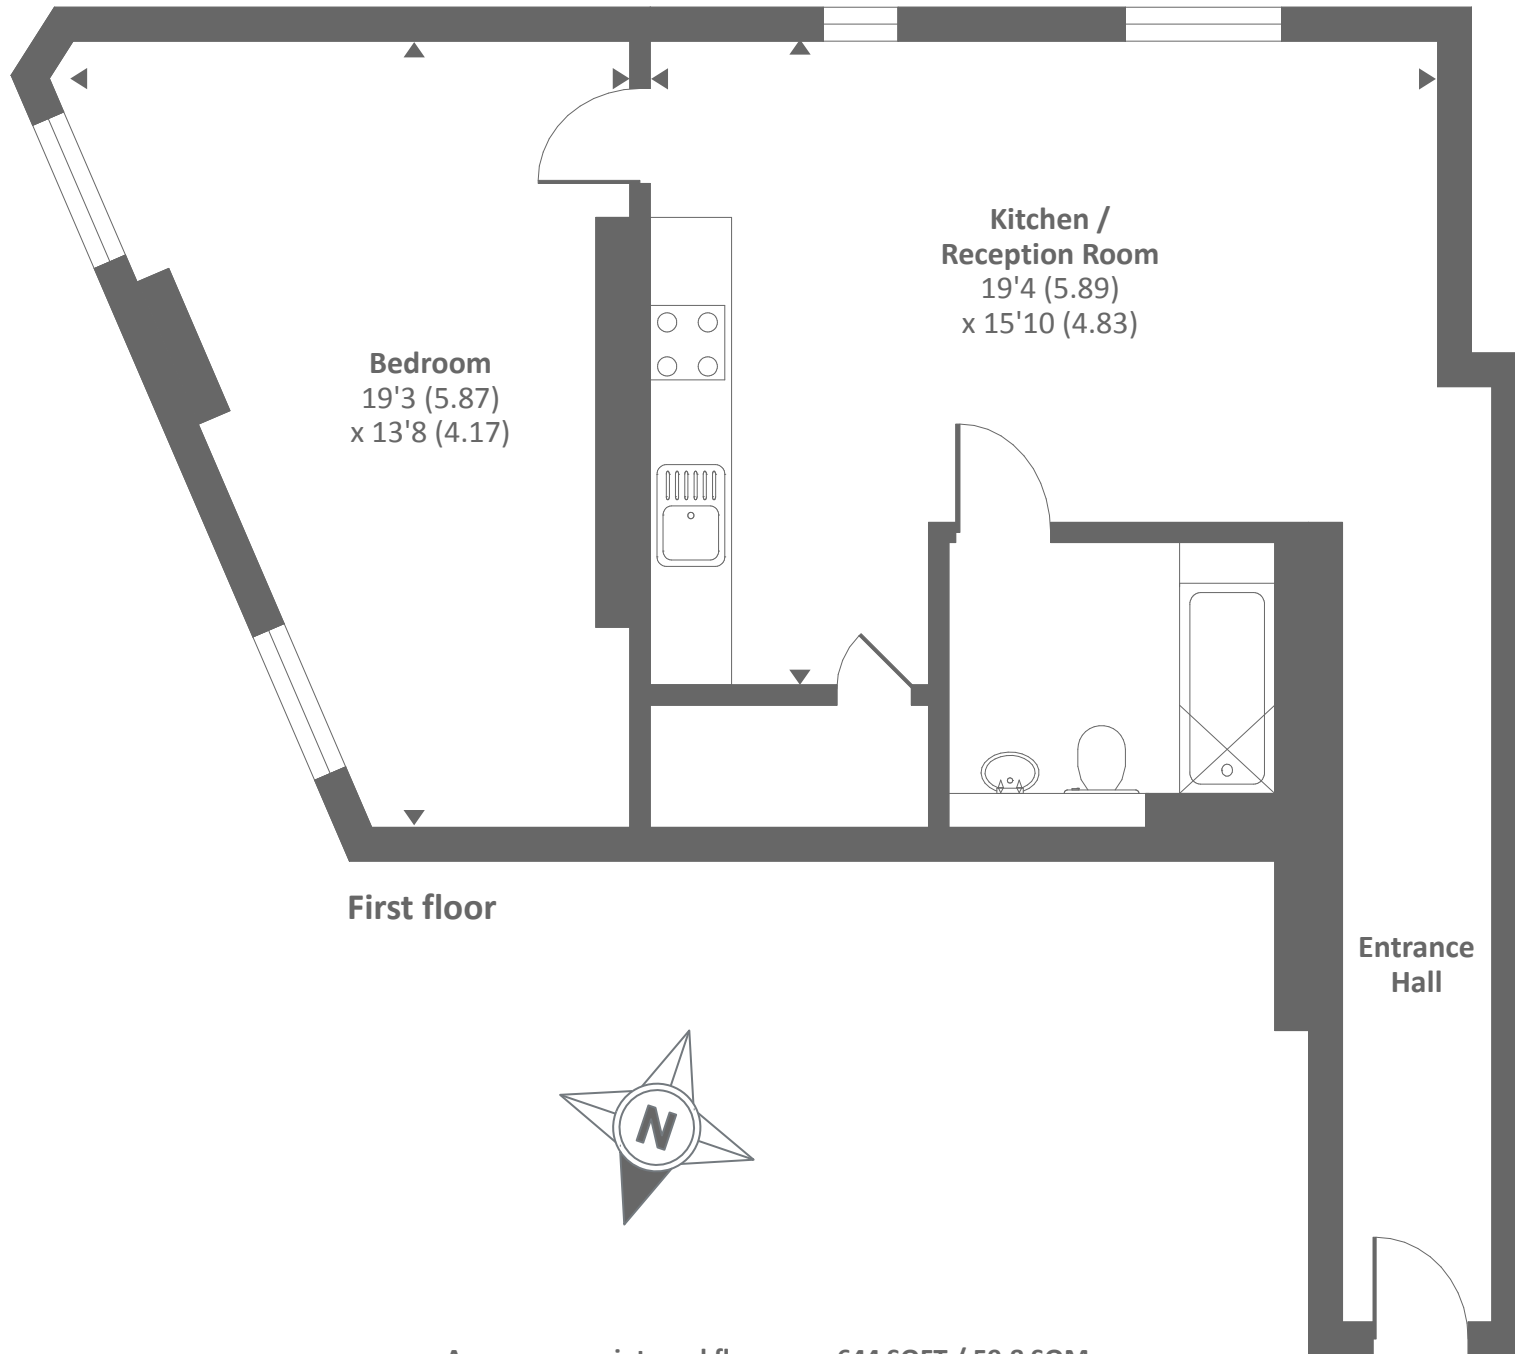 Kitchen /
Reception Room
19'4 (5.89)
x 15'10 (4.83)
Bedroom
19'3 (5.87)
x 13'8 (4.17)
First floor
Entrance
Hall
N